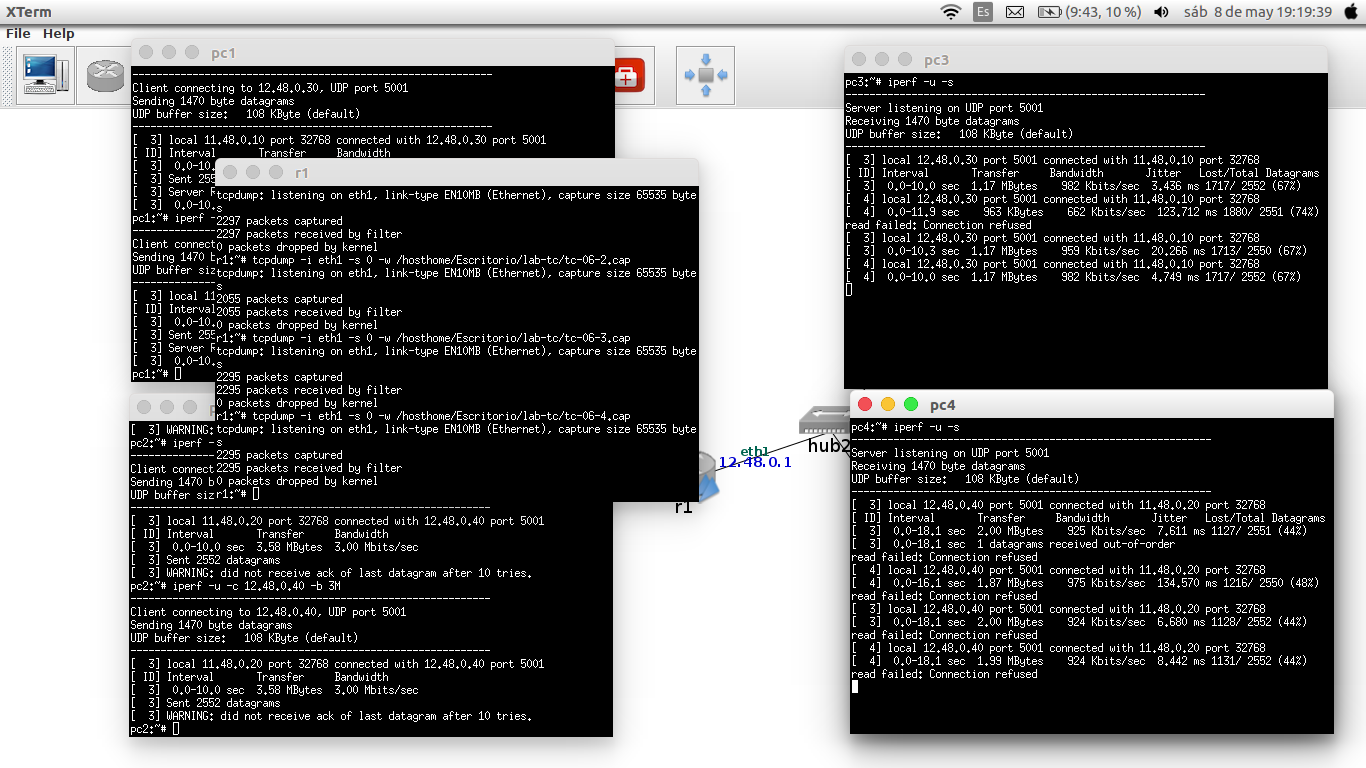 XTerm
Es
(9:43, 10 %)
sáb 8 de may 19:19:39
File Help
pc1
------------------------------------------------------------
Client connecting to 12.48.0.30, UDP port 5001
Sending 1470 byte datagrams
UDP buffer size: 108 KByte (default)
------------------------------------------------------------
[ 3] local 11.48.0.10 port 32768 connected with 12.48.0.30 port 5001
[ ID] Interval Transfer Bandwidth
[ 3] 0.0-10.
[ 3] Sent 255
[ 3] Server R
[ 3] 0.0-10.
pc1:~# iperf -
Client connect
Sending 1470 b
UDP buffer siz
[ 3] local 11
[ ID] Interval
[ 3] 0.0-10.
[ 3] Sent 255
[ 3] Server R
[ 3] 0.0-10.
pc1:~#
r1
tcpdump: listening on eth1, link-type EN10MB (Ethernet), capture size 65535 byte
s
2297 packets captured
2297 packets received by filter
0 packets dropped by kernel
r1:~# tcpdump -i eth1 -s 0 -w /hosthome/Escritorio/lab-tc/tc-06-2.cap
tcpdump: listening on eth1, link-type EN10MB (Ethernet), capture size 65535 byte
s
2055 packets captured
2055 packets received by filter
0 packets dropped by kernel
r1:~# tcpdump -i eth1 -s 0 -w /hosthome/Escritorio/lab-tc/tc-06-3.cap
tcpdump: listening on eth1, link-type EN10MB (Ethernet), capture size 65535 byte
s
2295 packets captured
2295 packets received by filter
0 packets dropped by kernel
r1:~# tcpdump -i eth1 -s 0 -w /hosthome/Escritorio/lab-tc/tc-06-4.cap
tcpdump: listening on eth1, link-type EN10MB (Ethernet), capture size 65535 byte
s
2295 packets captured
2295 packets received by filter
0 packets dropped by kernel
r1:~#
[ 3] WARNING:
pc2:~# iperf -
Client connect
Sending 1470 b
UDP buffer siz
------------------------------------------------------------
[ 3] local 11.48.0.20 port 32768 connected with 12.48.0.40 port 5001
[ ID] Interval Transfer Bandwidth
[ 3] 0.0-10.0 sec 3.58 MBytes 3.00 Mbits/sec
[ 3] Sent 2552 datagrams
[ 3] WARNING: did not receive ack of last datagram after 10 tries.
pc2:~# iperf -u -c 12.48.0.40 -b 3M
------------------------------------------------------------
Client connecting to 12.48.0.40, UDP port 5001
Sending 1470 byte datagrams
UDP buffer size: 108 KByte (default)
------------------------------------------------------------
[ 3] local 11.48.0.20 port 32768 connected with 12.48.0.40 port 5001
[ ID] Interval Transfer Bandwidth
[ 3] 0.0-10.0 sec 3.58 MBytes 3.00 Mbits/sec
[ 3] Sent 2552 datagrams
[ 3] WARNING: did not receive ack of last datagram after 10 tries.
pc2:~#
hub2
eth1
12.48.0.1
r1
pc3
pc3:~# iperf -u -s
------------------------------------------------------------
Server listening on UDP port 5001
Receiving 1470 byte datagrams
UDP buffer size: 108 KByte (default)
------------------------------------------------------------
[ 3] local 12.48.0.30 port 5001 connected with 11.48.0.10 port 32768
[ ID] Interval Transfer Bandwidth Jitter Lost/Total Datagrams
[ 3] 0.0-10.0 sec 1.17 MBytes 982 Kbits/sec 3.436 ms 1717/ 2552 (67%)
[ 4] local 12.48.0.30 port 5001 connected with 11.48.0.10 port 32768
[ 4] 0.0-11.9 sec 963 KBytes 662 Kbits/sec 123.712 ms 1880/ 2551 (74%)
read failed: Connection refused
[ 3] local 12.48.0.30 port 5001 connected with 11.48.0.10 port 32768
[ 3] 0.0-10.3 sec 1.17 MBytes 959 Kbits/sec 20.266 ms 1713/ 2550 (67%)
[ 4] local 12.48.0.30 port 5001 connected with 11.48.0.10 port 32768
[ 4] 0.0-10.0 sec 1.17 MBytes 982 Kbits/sec 4.749 ms 1717/ 2552 (67%)
pc4
pc4:~# iperf -u -s
------------------------------------------------------------
Server listening on UDP port 5001
Receiving 1470 byte datagrams
UDP buffer size: 108 KByte (default)
------------------------------------------------------------
[ 3] local 12.48.0.40 port 5001 connected with 11.48.0.20 port 32768
[ ID] Interval Transfer Bandwidth Jitter Lost/Total Datagrams
[ 3] 0.0-18.1 sec 2.00 MBytes 925 Kbits/sec 7.611 ms 1127/ 2551 (44%)
[ 3] 0.0-18.1 sec 1 datagrams received out-of-order
read failed: Connection refused
[ 4] local 12.48.0.40 port 5001 connected with 11.48.0.20 port 32768
[ 4] 0.0-16.1 sec 1.87 MBytes 975 Kbits/sec 134.570 ms 1216/ 2550 (48%)
read failed: Connection refused
[ 3] local 12.48.0.40 port 5001 connected with 11.48.0.20 port 32768
[ 3] 0.0-18.1 sec 2.00 MBytes 924 Kbits/sec 6.680 ms 1128/ 2552 (44%)
read failed: Connection refused
[ 4] local 12.48.0.40 port 5001 connected with 11.48.0.20 port 32768
[ 4] 0.0-18.1 sec 1.99 MBytes 924 Kbits/sec 8.442 ms 1131/ 2552 (44%)
read failed: Connection refused